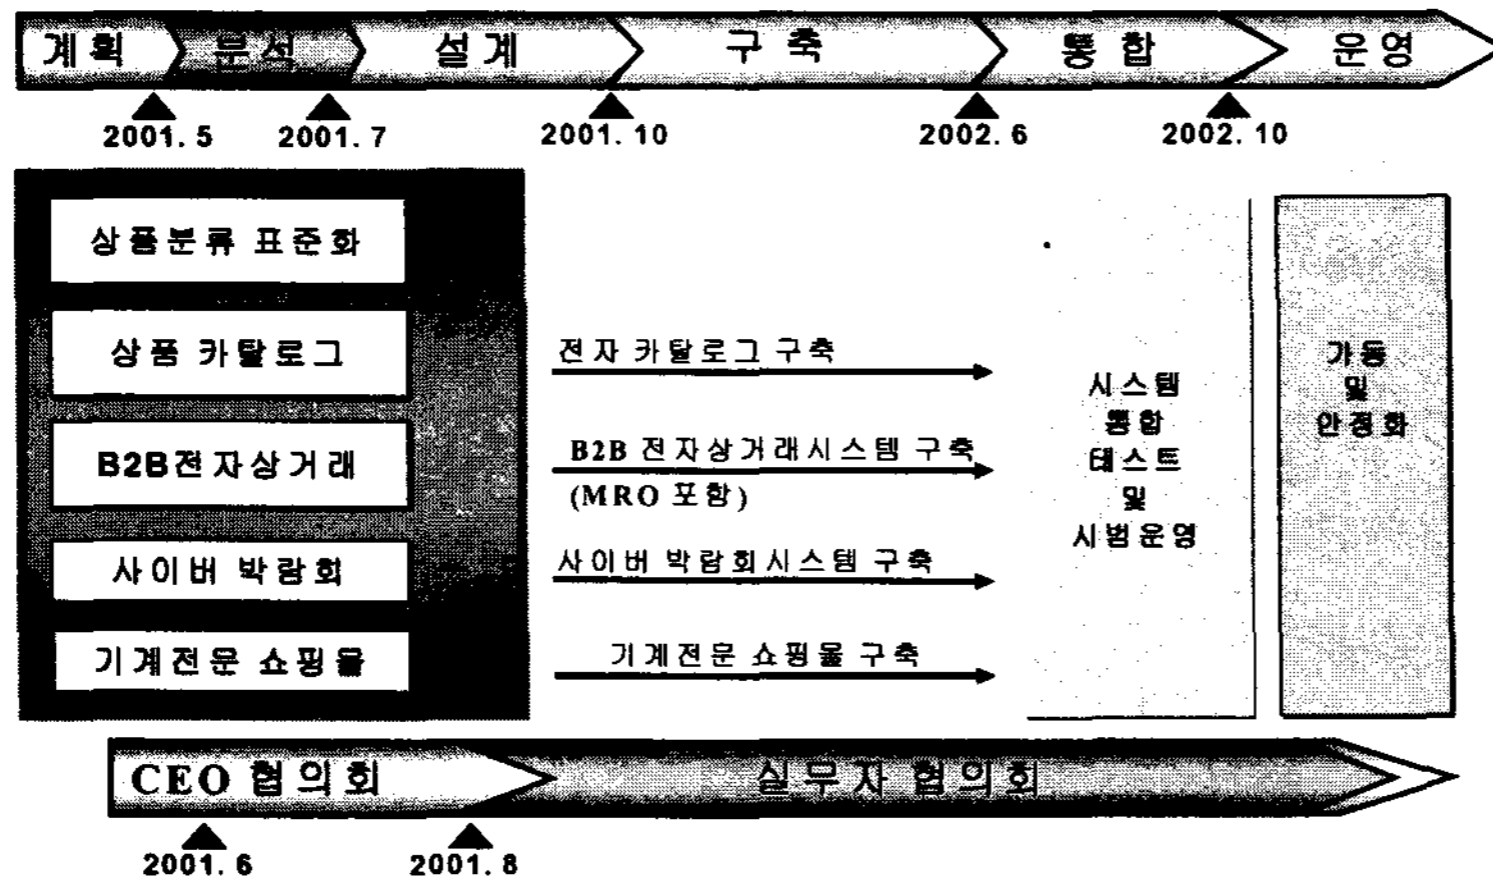 계획 분석 설계 구축 통합 운영
2001. 5 2001. 7 2001. 10 2002. 6 2002. 10
상품분류 표준화
상품 카탈로그
B2B전자상거래
사이버 박람회
기계전문 쇼핑몰
전자 카탈로그 구축
B2B 전자상거래시스템 구축
(MRO 포함)
사이버 박람회시스템 구축
기계전문 쇼핑몰 구축
시스템
통합
테스트
및
시범운영
가동
및
안정화
CEO 협의회 실무자 협의회
2001. 6 2001. 8